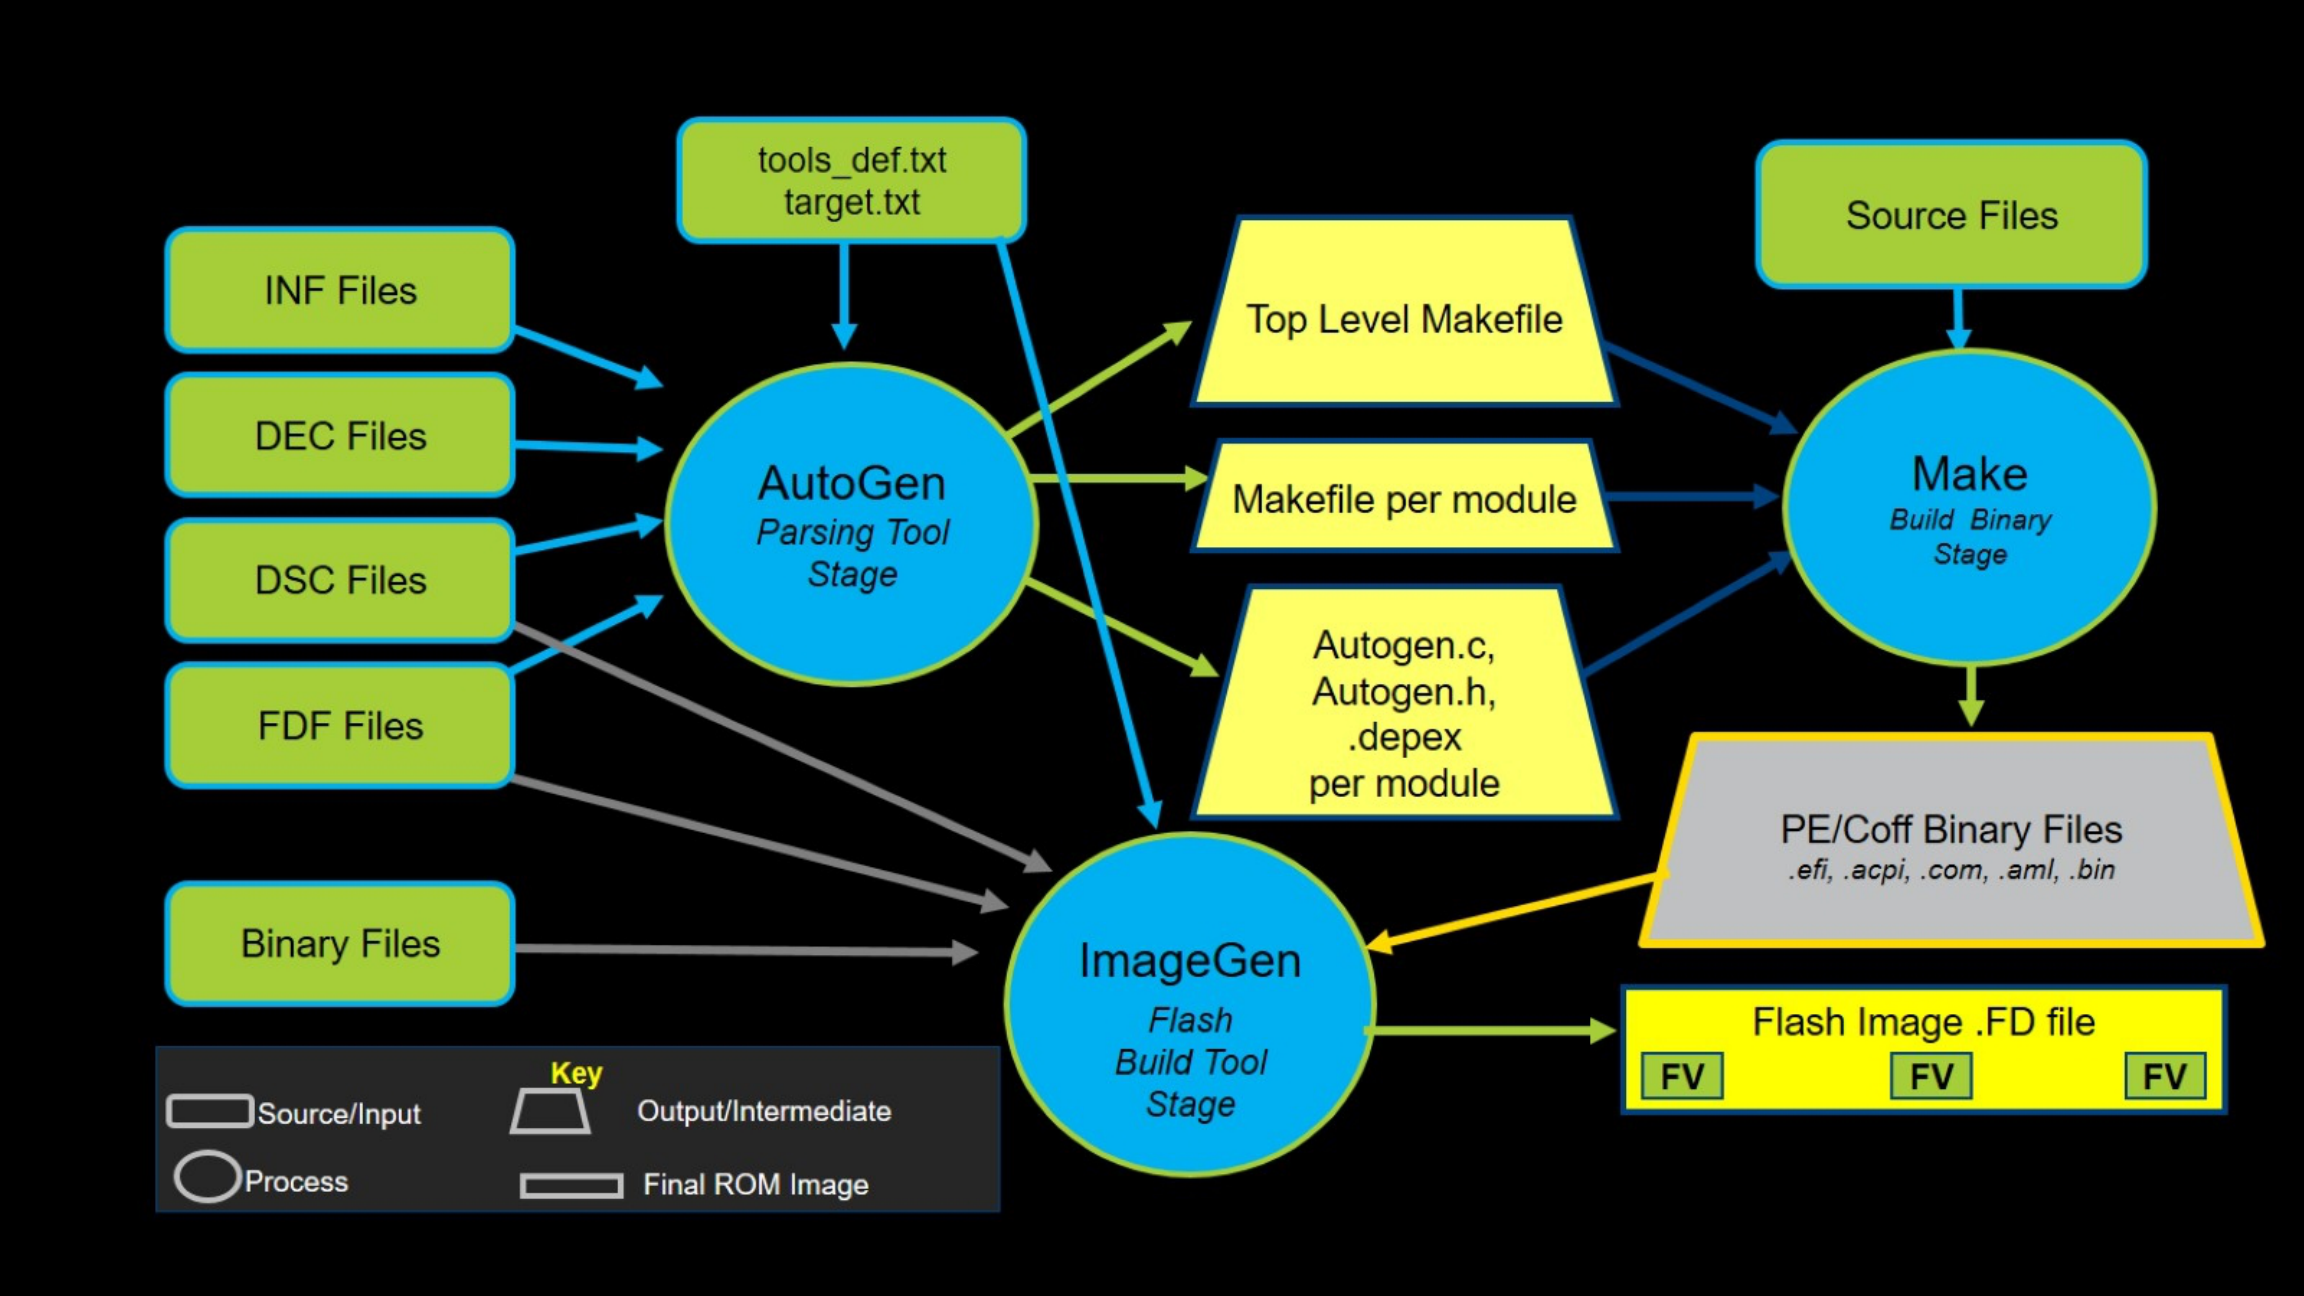 tools_def.txt
target.txt
Source Files
INF Files
DEC Files
DSC Files
FDF Files
Binary Files
AutoGen
Parsing Tool
Stage
Top Level Makefile
Makefile per module
Autogen.c,
Autogen.h,
.depex
per module
Make
Build Binary
Stage
PE/Coff Binary Files
.efi, .acpi, .com, .aml, .bin
ImageGen
Flash
Build Tool
Stage
Flash Image .FD file
FV FV FV
Key
Source/Input
Output/Intermediate
Process
Final ROM Image